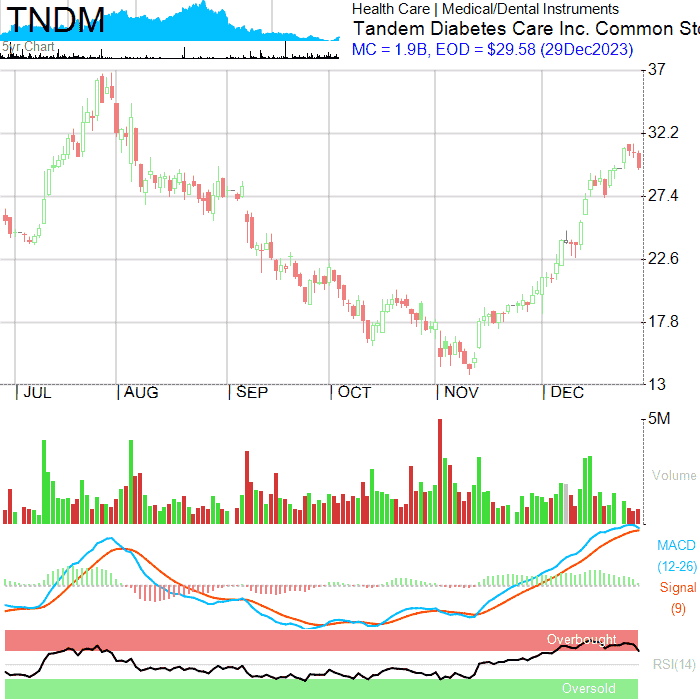 TNDM
5yr Chart
Health Care | Medical/Dental Instruments
Tandem Diabetes Care Inc. Common Sto
MC = 1.9B, EOD = $29.58 (29Dec2023)
37
32.2
27.4
22.6
17.8
13
JUL AUG SEP OCT NOV DEC
5M
Volume
MACD
(12-26)
Signal
(9)
Overbought
RSI(14)
Oversold